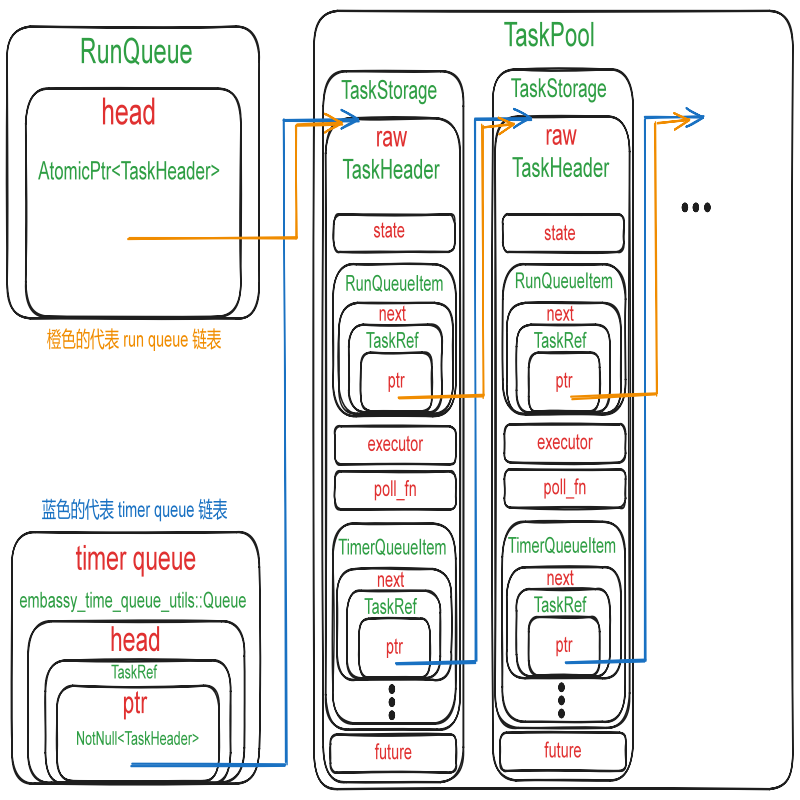 RunQueue
head
AtomicPtr<TaskHeader>
橙色的代表 run queue 链表
蓝色的代表 timer queue 链表
timer queue
embassy_time_queue_utils::Queue
head
TaskRef
ptr
NotNull<TaskHeader>
TaskPool
TaskStorage
raw
TaskHeader
state
RunQueueItem
next
TaskRef
ptr
executor
poll_fn
TimerQueueItem
next
TaskRef
ptr
future
TaskStorage
raw
TaskHeader
state
RunQueueItem
next
TaskRef
ptr
executor
poll_fn
TimerQueueItem
next
TaskRef
ptr
future